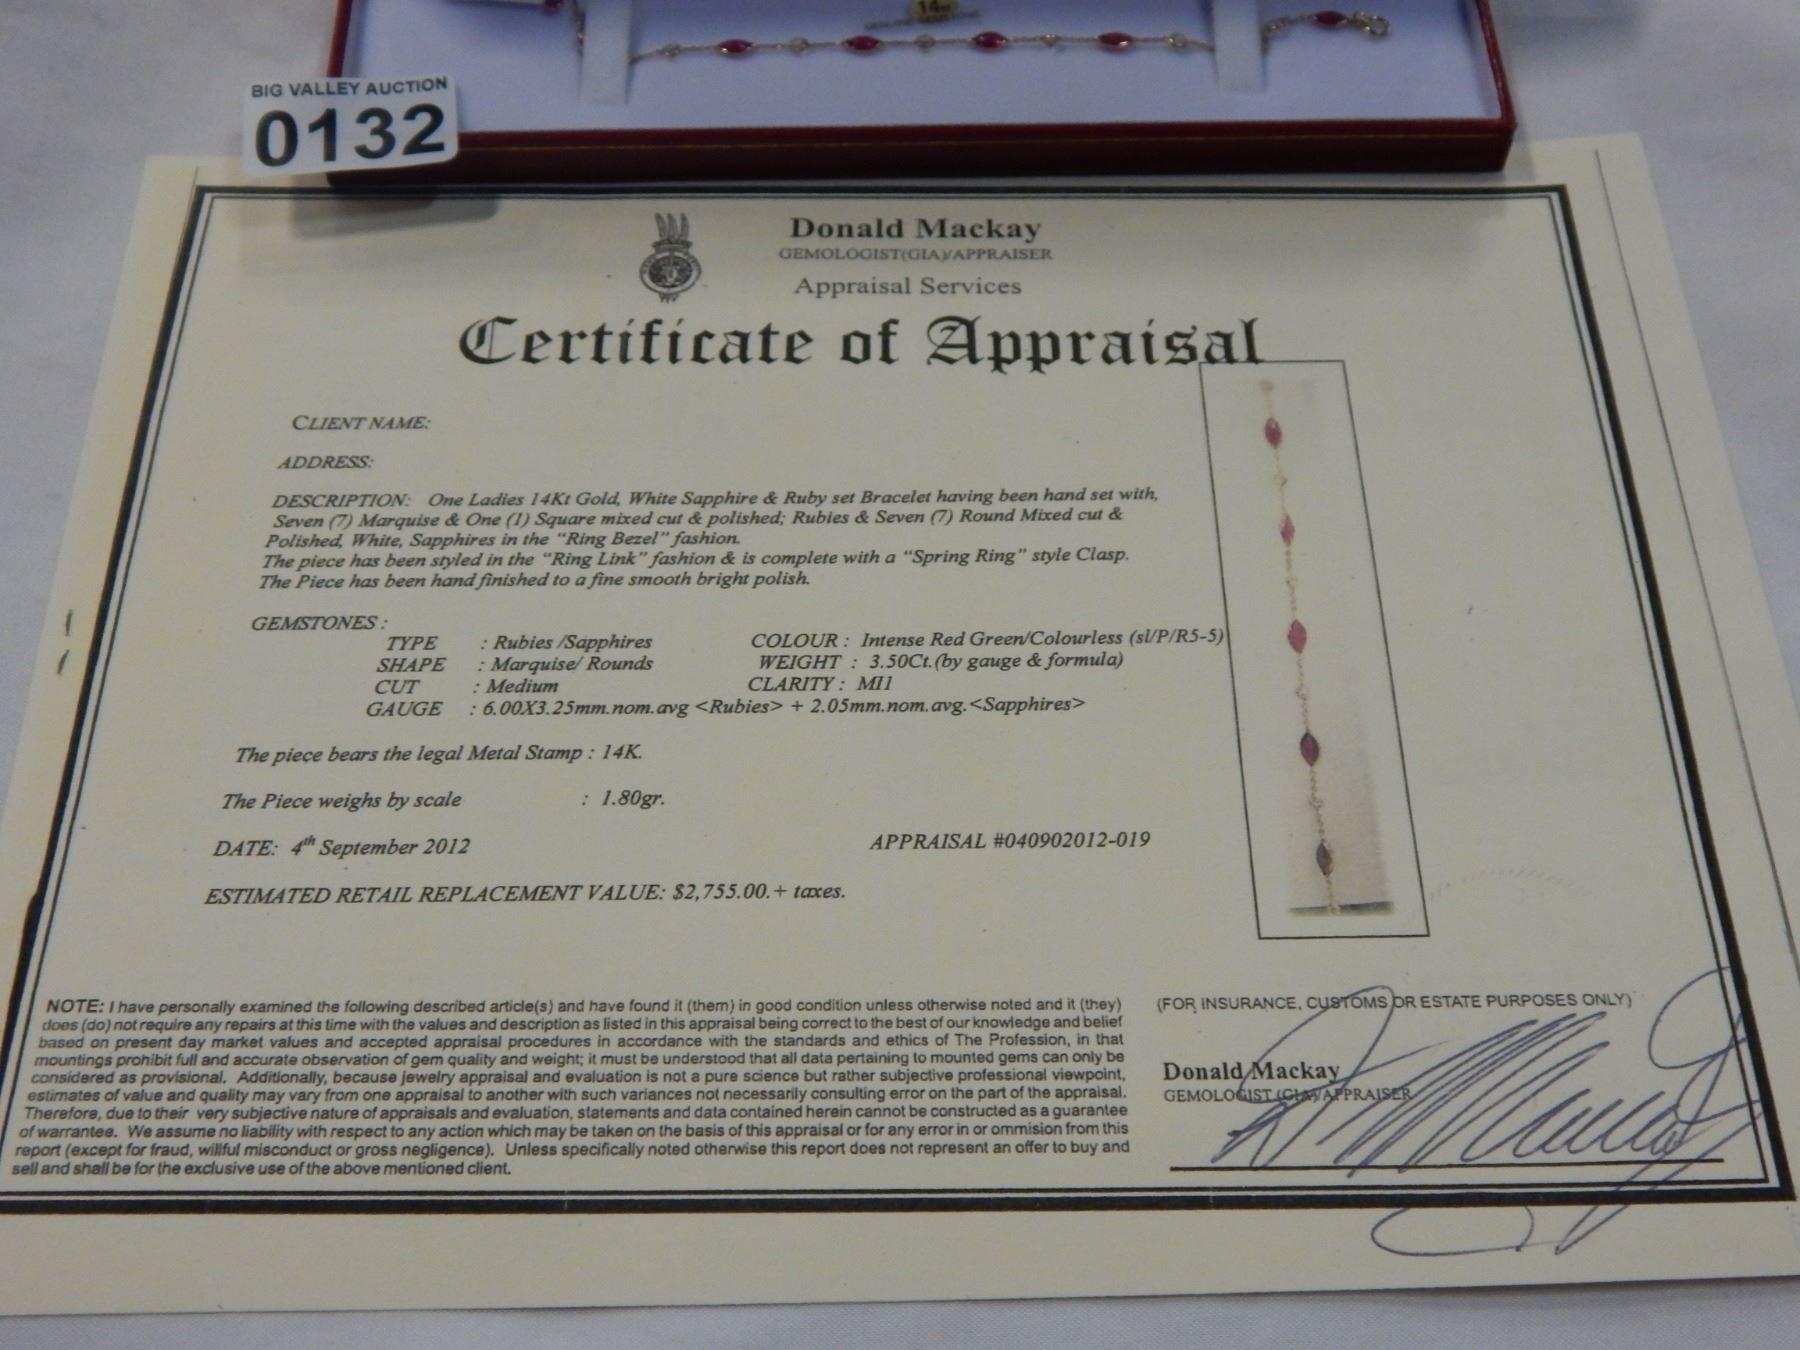 14KT
BIG VALLEY AUCTION
0132
Donald Mackay
GEMOLOGIST(GIA)/APPRAISER
Appraisal Services
Certificate of Appraisal
CLIENT NAME:
ADDRESS:
DESCRIPTION: One Ladies 14Kt Gold, White Sapphire & Ruby set Bracelet having been hand set with,
Seven (7) Marquise & One (1) Square mixed cut & polished; Rubies & Seven (7) Round Mixed cut &
Polished, White, Sapphires in the "Ring Bezel" fashion.
The piece has been styled in the "Ring Link" fashion & is complete with a "Spring Ring" style Clasp.
The Piece has been hand finished to a fine smooth bright polish.
GEMSTONES :
TYPE : Rubies /Sapphires COLOUR : Intense Red Green/Colourless (sl/P/R5-5)
SHAPE : Marquise/ Rounds WEIGHT : 3.50Ct.(by gauge & formula)
CUT : Medium CLARITY : MI1
GAUGE : 6.00X3.25mm.nom.avg <Rubies> + 2.05mm.nom.avg.<Sapphires>
The piece bears the legal Metal Stamp : 14K.
The Piece weighs by scale : 1.80gr.
DATE: 4th September 2012 APPRAISAL #040902012-019
ESTIMATED RETAIL REPLACEMENT VALUE: $2,755.00.+ taxes.
NOTE: I have personally examined the following described article(s) and have found it (them) in good condition unless otherwise noted and it (they)
does (do) not require any repairs at this time with the values and description as listed in this appraisal being correct to the best of our knowledge and belief
based on present day market values and accepted appraisal procedures in accordance with the standards and ethics of The Profession, in that
mountings prohibit full and accurate observation of gem quality and weight; it must be understood that all data pertaining to mounted gems can only be
considered as provisional. Additionally, because jewelry appraisal and evaluation is not a pure science but rather subjective professional viewpoint,
estimates of value and quality may vary from one appraisal to another with such variances not necessarily consulting error on the part of the appraisal.
Therefore, due to their very subjective nature of appraisals and evaluation, statements and data contained herein cannot be constructed as a guarantee
of warrantee. We assume no liability with respect to any action which may be taken on the basis of this appraisal or for any error in or ommision from this
report (except for fraud, willful misconduct or gross negligence). Unless specifically noted otherwise this report does not represent an offer to buy and
sell and shall be for the exclusive use of the above mentioned client.
(FOR INSURANCE, CUSTOMS OR ESTATE PURPOSES ONLY)
Donald Mackay
GEMOLOGIST (GIA)/APPRAISER